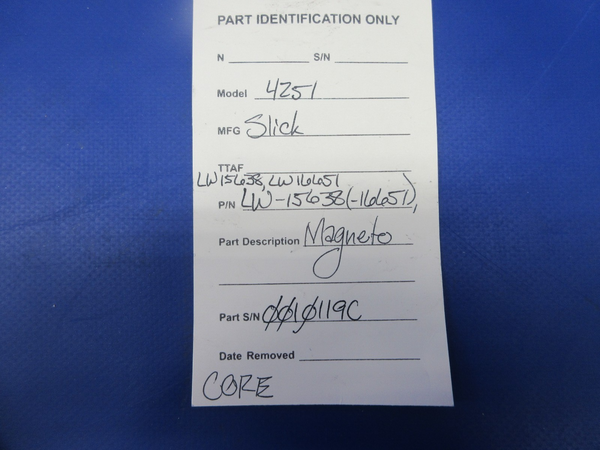 PART IDENTIFICATION ONLY
N S/N
Model 4251
MFG Slick
TTAF
LW15638, LW16651
P/N LW-15638(-16651),
Part Description Magneto
Part S/N 0010119C
Date Removed
CORE